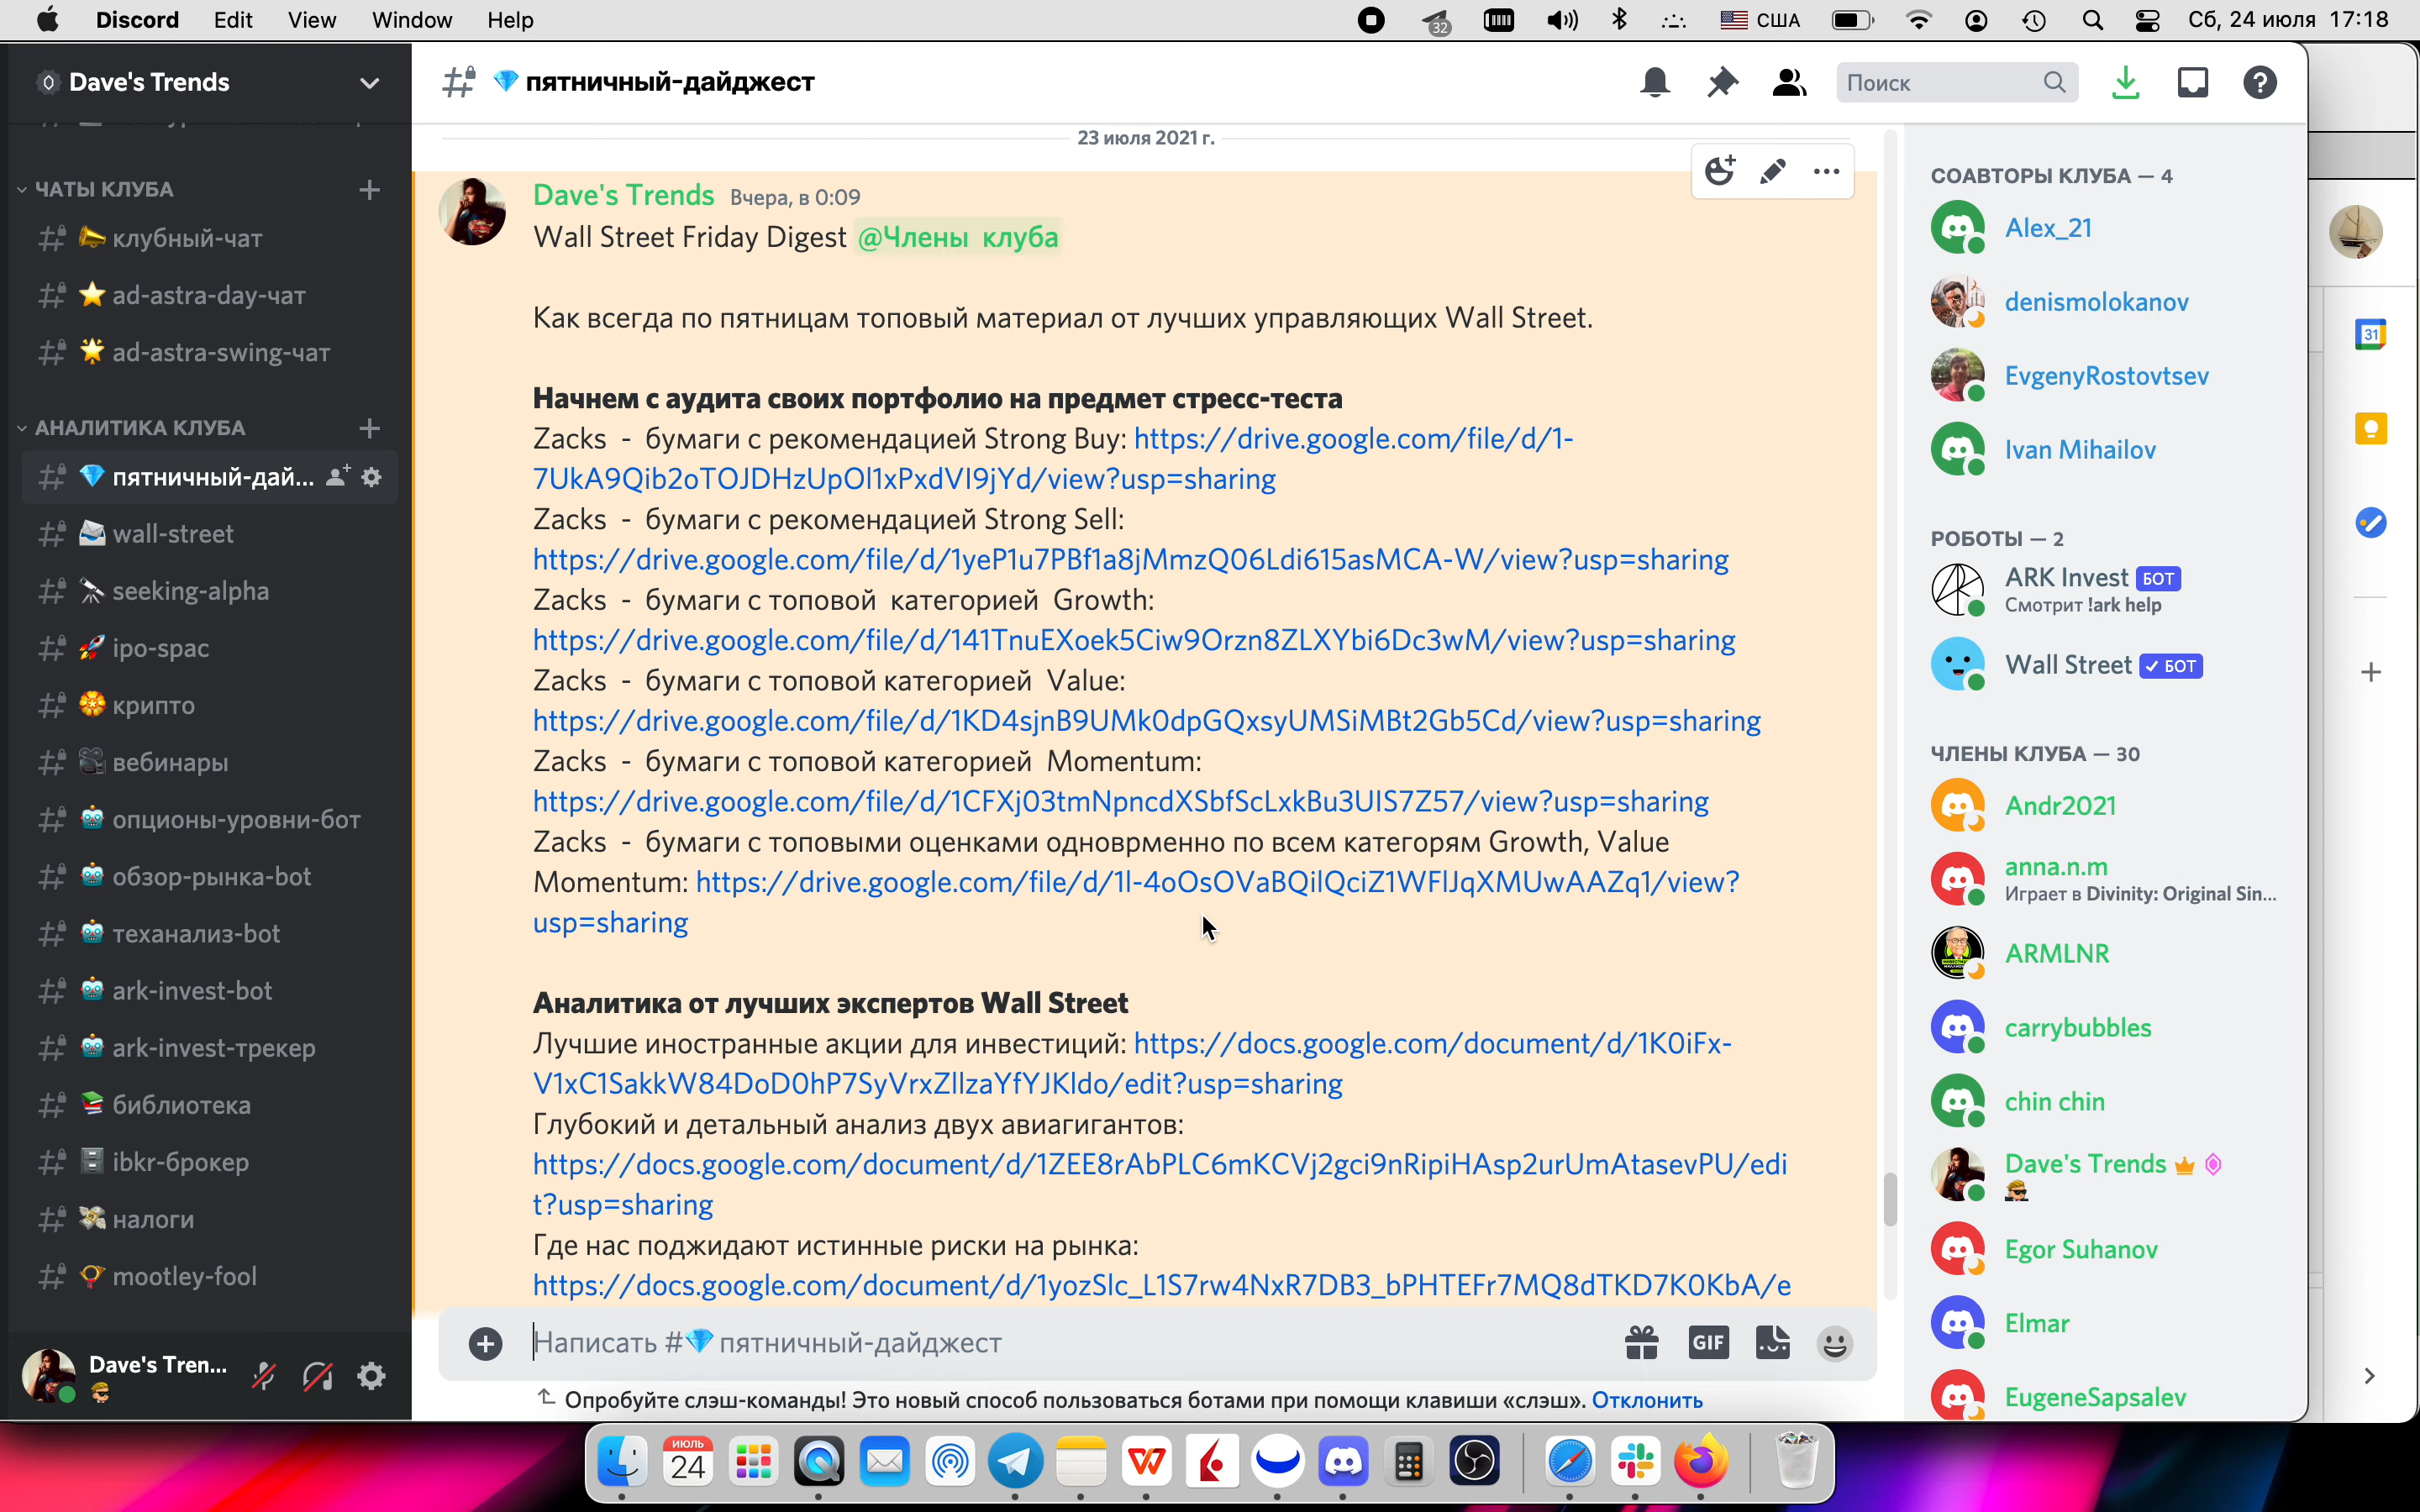 Discord Edit View Window Help
32 США Сб, 24 июля 17:18
Dave's Trends
# 💎 пятничный-дайджест
Поиск
ЧАТЫ КЛУБА
клубный-чат
ad-astra-day-чат
ad-astra-swing-чат
АНАЛИТИКА КЛУБА
пятничный-дай...
wall-street
seeking-alpha
ipo-spac
крипто
вебинары
опционы-уровни-бот
обзор-рынка-bot
теханализ-bot
ark-invest-bot
ark-invest-трекер
библиотека
ibkr-брокер
налоги
mootley-fool
Dave's Tren...
23 июля 2021 г.
Dave's Trends Вчера, в 0:09
Wall Street Friday Digest @Члены клуба
Как всегда по пятницам топовый материал от лучших управляющих Wall Street.
Начнем с аудита своих портфолио на предмет стресс-теста
Zacks - бумаги с рекомендацией Strong Buy: https://drive.google.com/file/d/1-
7UkA9Qib2oTOJDHzUpOl1xPxdVI9jYd/view?usp=sharing
Zacks - бумаги с рекомендацией Strong Sell:
https://drive.google.com/file/d/1yeP1u7PBf1a8jMmzQ06Ldi615asMCA-W/view?usp=sharing
Zacks - бумаги с топовой категорией Growth:
https://drive.google.com/file/d/141TnuEXoek5Ciw9Orzn8ZLXYbi6Dc3wM/view?usp=sharing
Zacks - бумаги с топовой категорией Value:
https://drive.google.com/file/d/1KD4sjnB9UMk0dpGQxsyUMSiMBt2Gb5Cd/view?usp=sharing
Zacks - бумаги с топовой категорией Momentum:
https://drive.google.com/file/d/1CFXj03tmNpncdXSbfScLxkBu3UIS7Z57/view?usp=sharing
Zacks - бумаги с топовыми оценками одноврменно по всем категорям Growth, Value
Momentum: https://drive.google.com/file/d/1l-4oOsOVaBQilQciZ1WFlJqXMUwAAZq1/view?
usp=sharing
Аналитика от лучших экспертов Wall Street
Лучшие иностранные акции для инвестиций: https://docs.google.com/document/d/1K0iFx-
V1xC1SakkW84DoD0hP7SyVrxZllzaYfYJKldo/edit?usp=sharing
Глубокий и детальный анализ двух авиагигантов:
https://docs.google.com/document/d/1ZEE8rAbPLC6mKCVj2gci9nRipiHAsp2urUmAtasevPU/edi
t?usp=sharing
Где нас поджидают истинные риски на рынка:
https://docs.google.com/document/d/1yozSlc_L1S7rw4NxR7DB3_bPHTEFr7MQ8dTKD7K0KbA/e
Написать #💎 пятничный-дайджест
GIF
Опробуйте слэш-команды! Это новый способ пользоваться ботами при помощи клавиши «слэш». Отклонить
СОАВТОРЫ КЛУБА — 4
Alex_21
denismolokanov
EvgenyRostovtsev
Ivan Mihailov
РОБОТЫ — 2
ARK Invest БОТ
Смотрит !ark help
Wall Street ✓ БОТ
ЧЛЕНЫ КЛУБА — 30
Andr2021
anna.n.m
Играет в Divinity: Original Sin...
ARMLNR
carrybubbles
chin chin
Dave's Trends
Egor Suhanov
Elmar
EugeneSapsalev
31
ИЮЛЬ
24